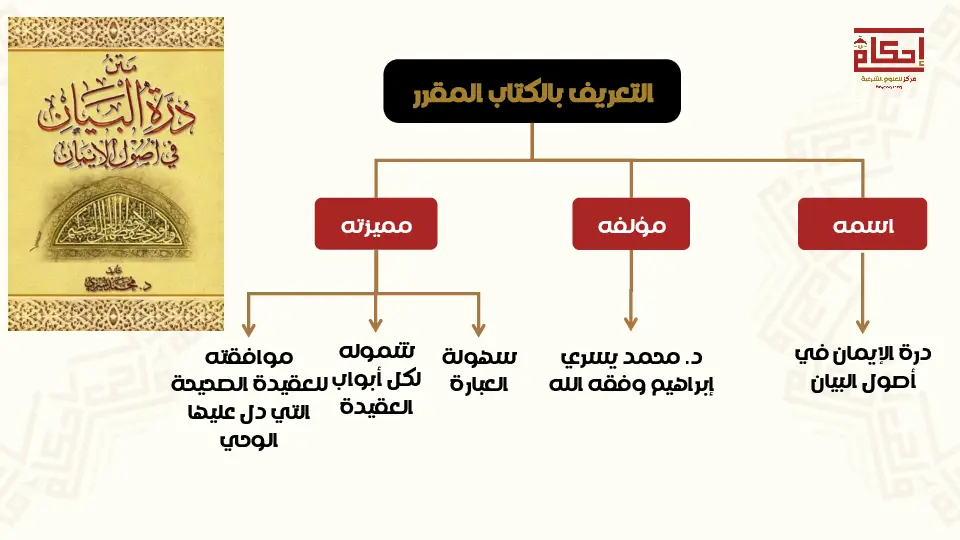 إحكام
مركز للعلوم الشرعية
التعريف بالكتاب المقرر
اسمه
مؤلفه
مميزته
درة الإيمان في
أصول البيان
د. محمد يسري
إبراهيم وفقه الله
سهولة
العبارة
شموله
لكل أبواب
العقيدة
موافقته
للعقيدة الصحيحة
التي دل عليها
الوحي
متن
درة البيان
في أصول الإيمان
تأليف
د. محمد يسري